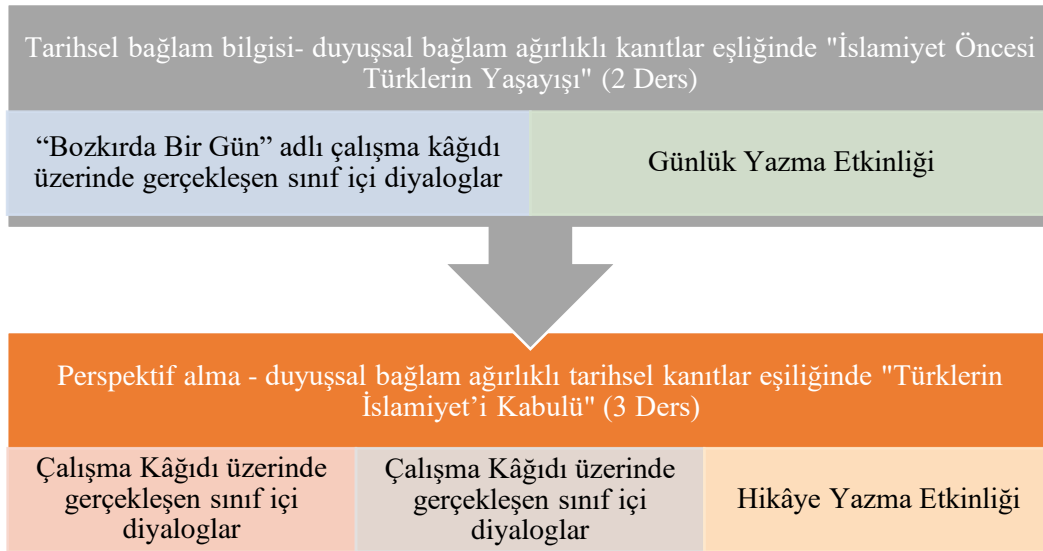 Tarihsel bağlam bilgisi- duyuşsal bağlam ağırlıklı kanıtlar eşliğinde "İslamiyet Öncesi
Türklerin Yaşayışı" (2 Ders)
“Bozkırda Bir Gün” adlı çalışma kâğıdı
üzerinde gerçekleşen sınıf içi
diyaloglar
Günlük Yazma Etkinliği
Perspektif alma - duyuşsal bağlam ağırlıklı tarihsel kanıtlar eşiliğinde "Türklerin
İslamiyet’i Kabulü" (3 Ders)
Çalışma Kâğıdı üzerinde
gerçekleşen sınıf içi
diyaloglar
Çalışma Kâğıdı üzerinde
gerçekleşen sınıf içi
diyaloglar
Hikâye Yazma Etkinliği